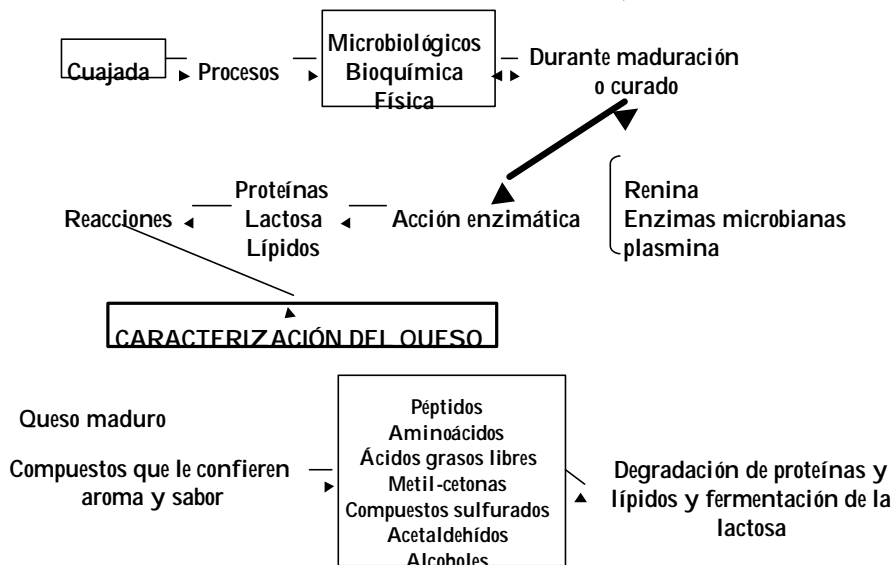 Cuajada
Procesos
Microbiológicos
Bioquímica
Física
Durante maduración
o curado
Reacciones
Proteínas
Lactosa
Lípidos
Acción enzimática
Renina
Enzimas microbianas
plasmina
CARACTERIZACIÓN DEL QUESO
Queso maduro
Compuestos que le confieren
aroma y sabor
Péptidos
Aminoácidos
Ácidos grasos libres
Metil-cetonas
Compuestos sulfurados
Acetaldehídos
Alcoholes
Degradación de proteínas y
lípidos y fermentación de la
lactosa